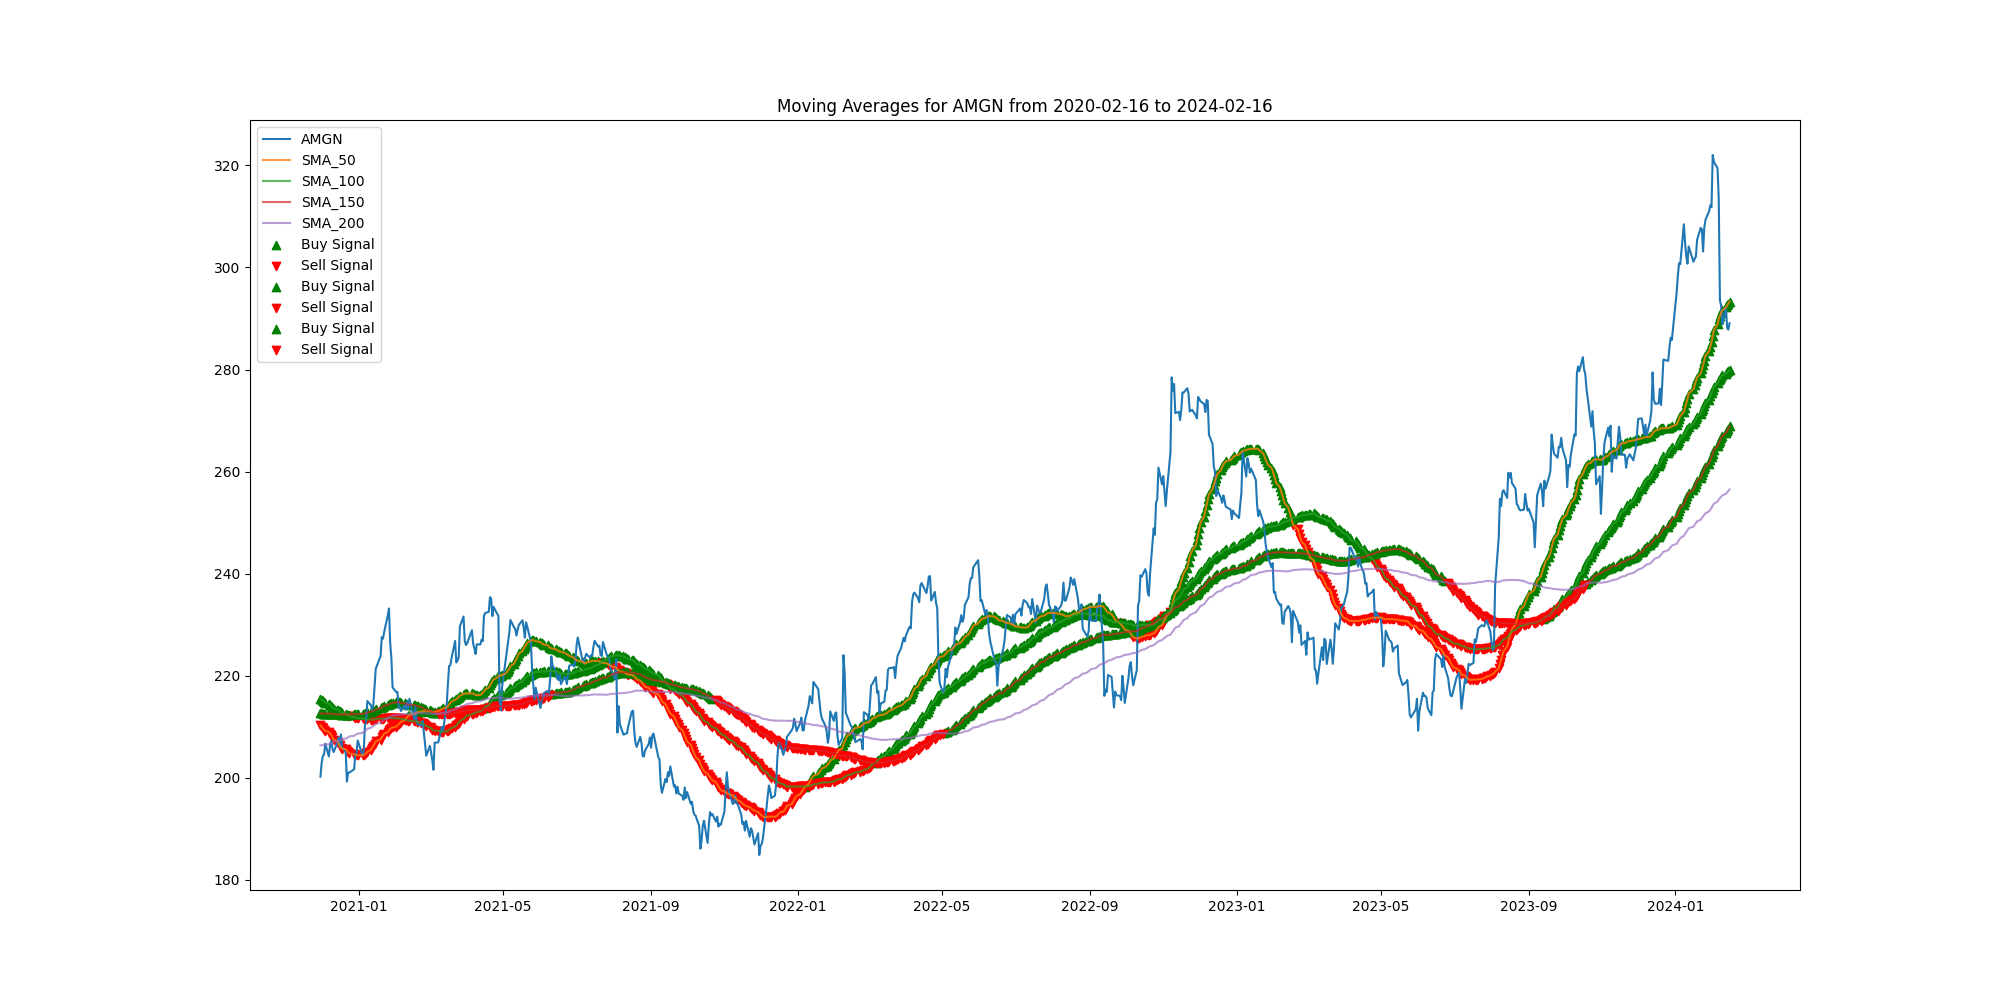 Moving Averages for AMGN from 2020-02-16 to 2024-02-16
AMGN
SMA_50
SMA_100
SMA_150
SMA_200
Buy Signal
Sell Signal
Buy Signal
Sell Signal
Buy Signal
Sell Signal
320
300
280
260
240
220
200
180
2021-01 2021-05 2021-09 2022-01 2022-05 2022-09 2023-01 2023-05 2023-09 2024-01